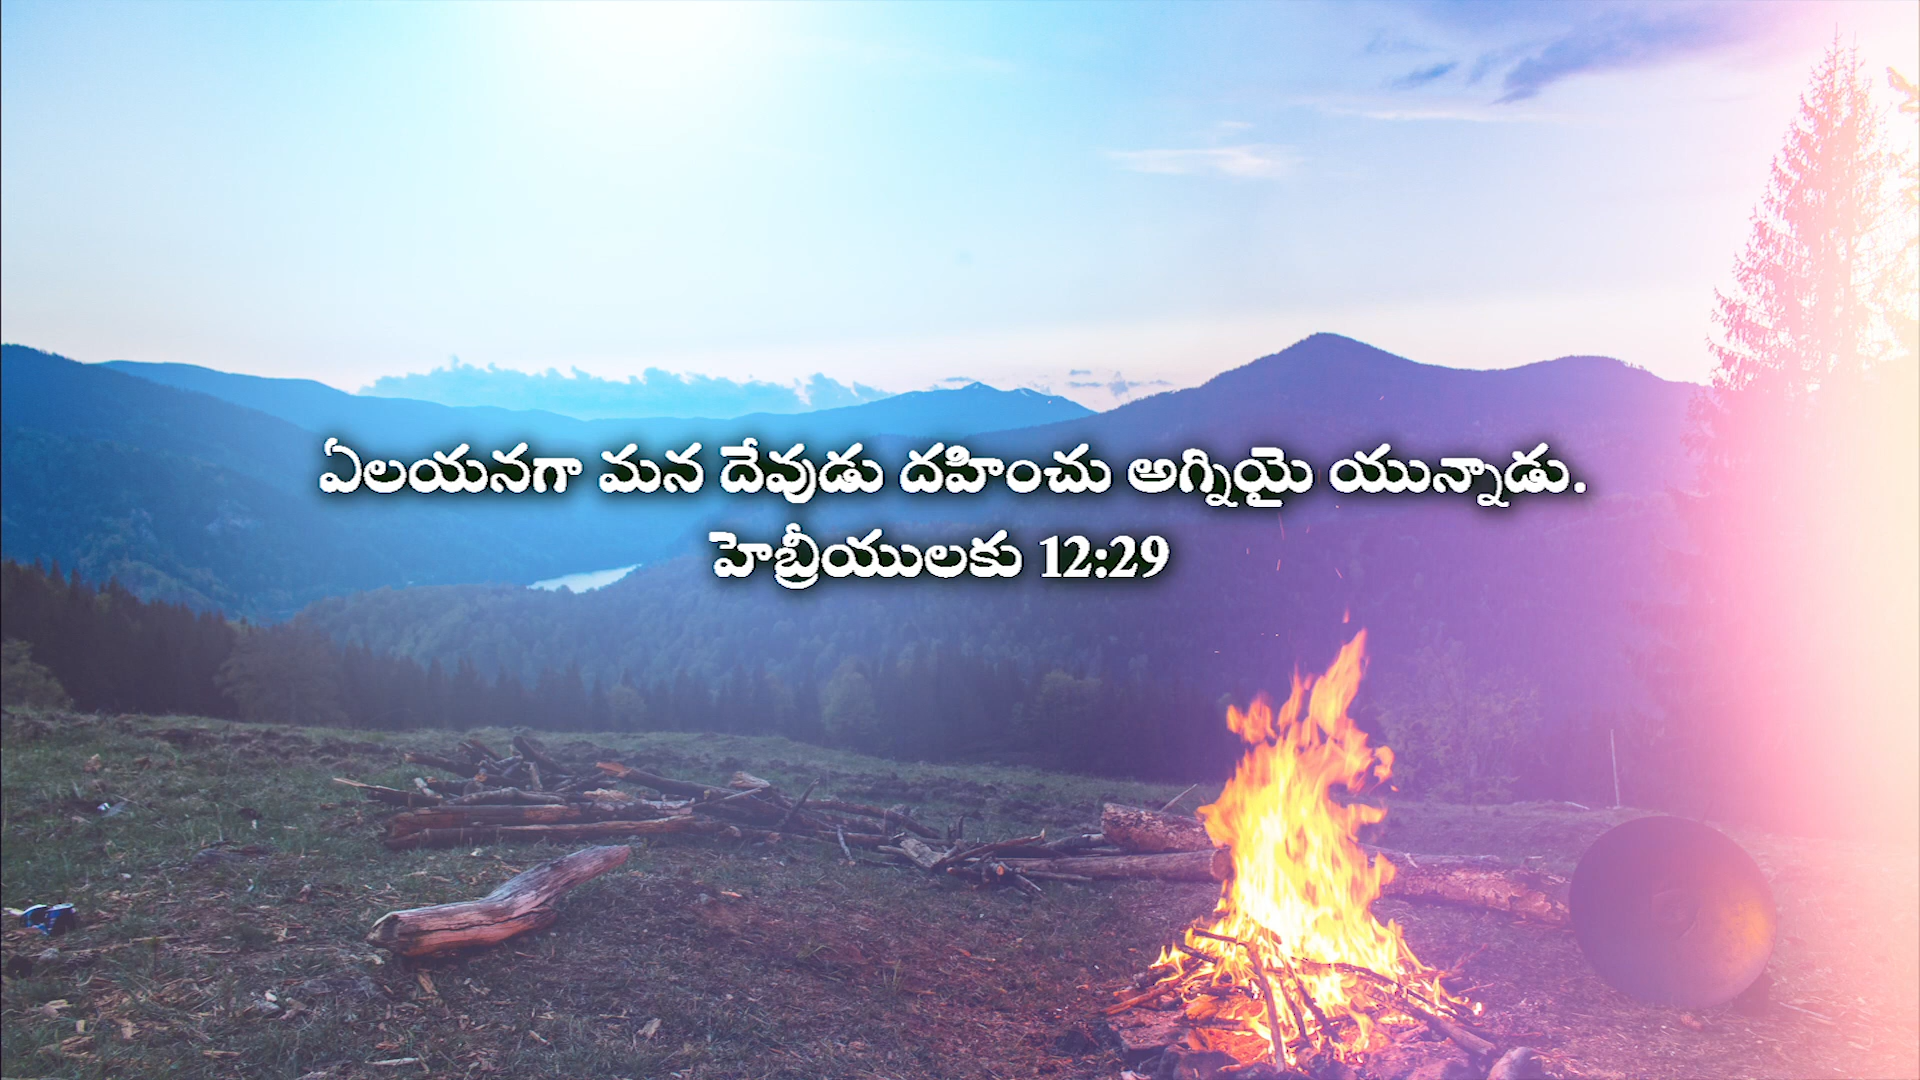 ఏలయనగా మన దేవుడు దహించు అగ్నియై యున్నాడు.
హెబ్రీయులకు 12:29